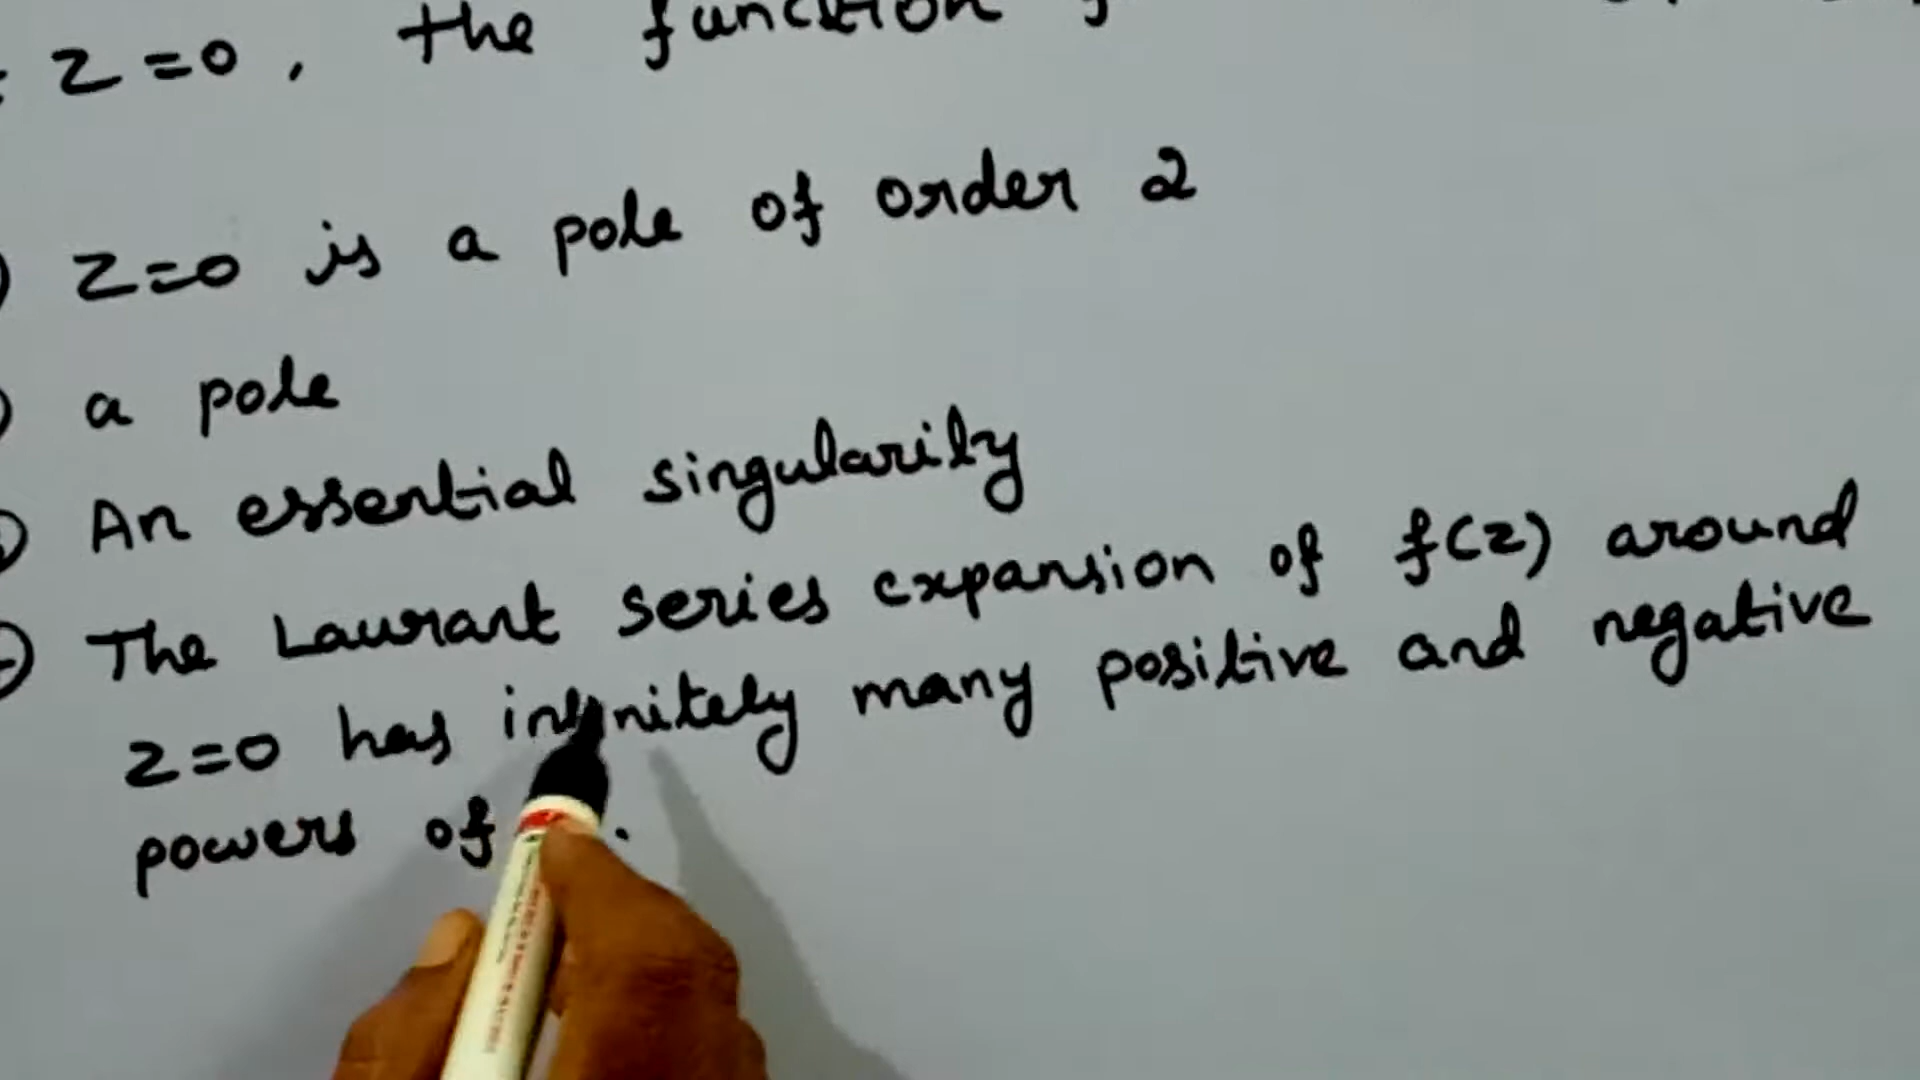 z=0, the function f
z=0 is a pole of order 2
a pole
An essential singularity
The Laurant series expansion of f(z) around
z=0 has infinitely many positive and negative
powers of .